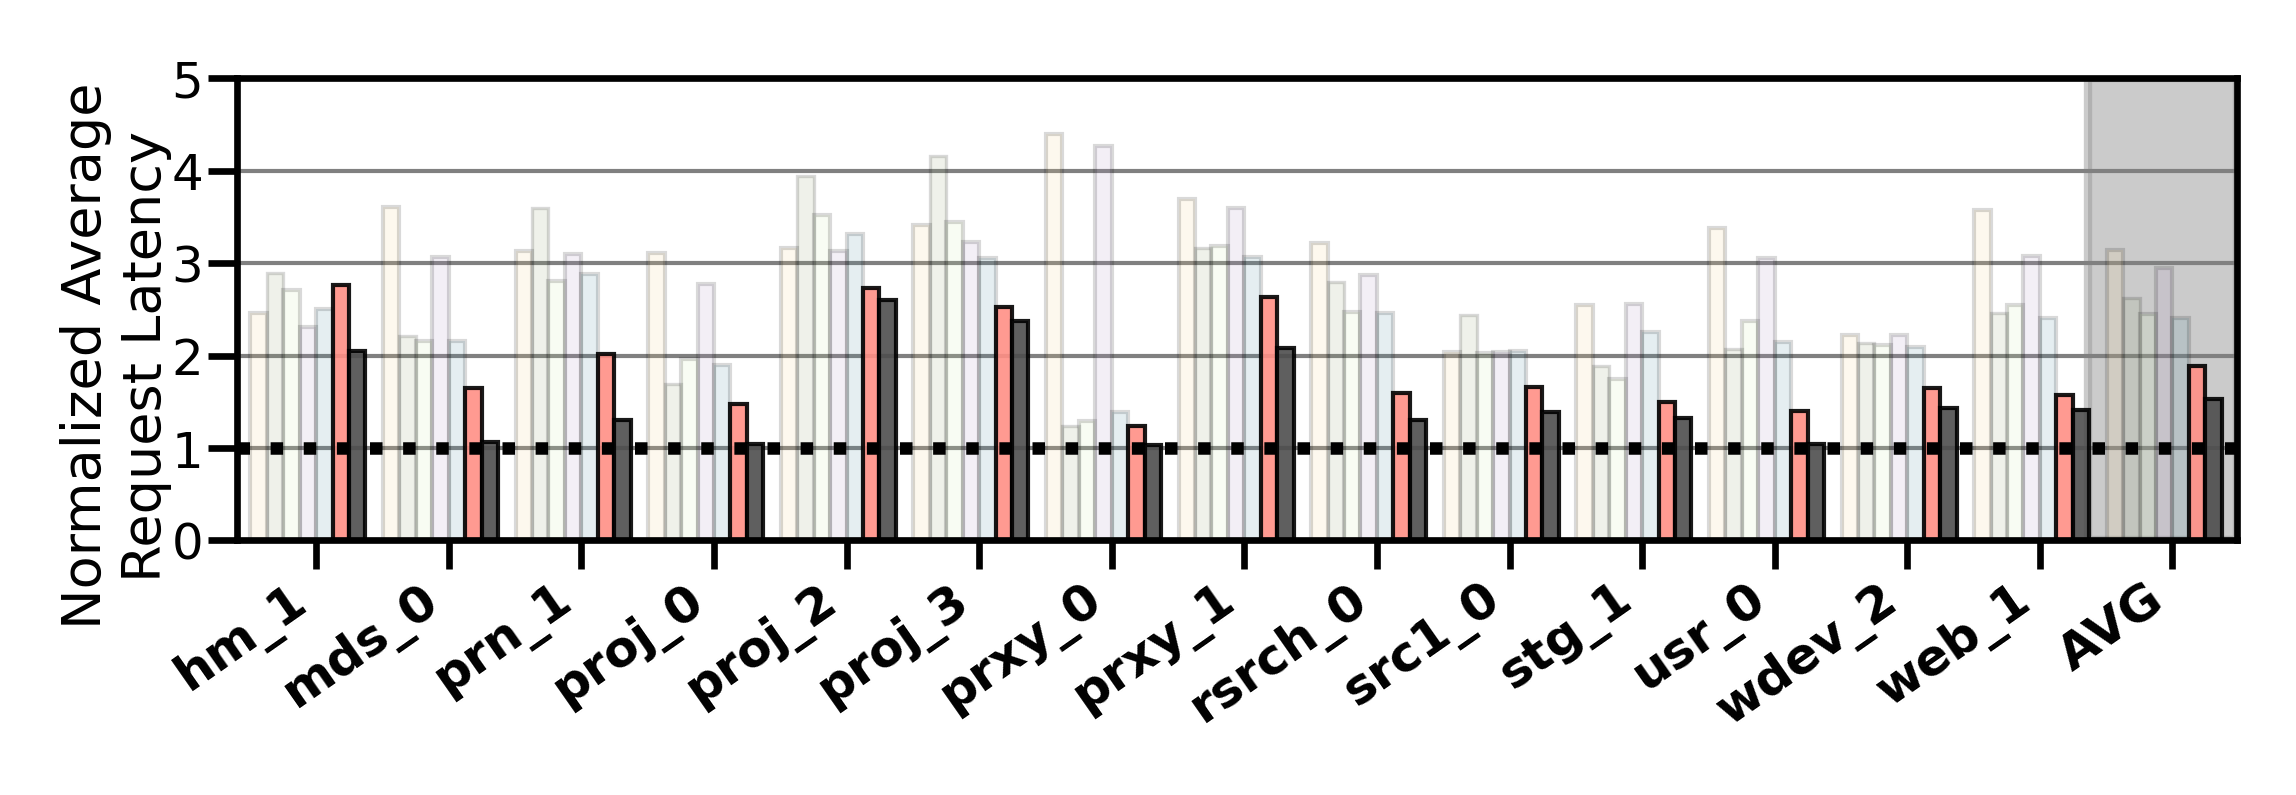 Normalized Average
Request Latency
5
4
3
2
1
0
hm_1
mds_0
prn_1
proj_0
proj_2
proj_3
prxy_0
prxy_1
rsrch_0
src1_0
stg_1
usr_0
wdev_2
web_1
AVG